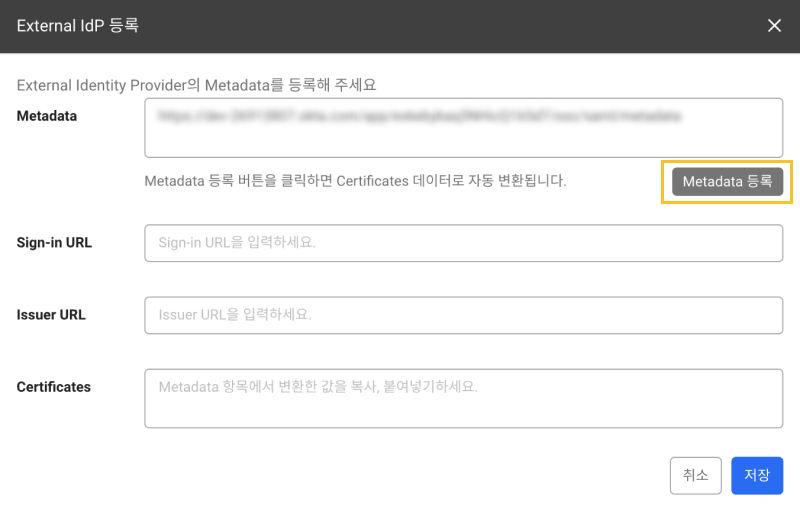 External IdP 등록
External Identity Provider의 Metadata를 등록해 주세요
Metadata
Metadata 등록 버튼을 클릭하면 Certificates 데이터로 자동 변환됩니다.
Metadata 등록
Sign-in URL
Sign-in URL을 입력하세요.
Issuer URL
Issuer URL을 입력하세요.
Certificates
Metadata 항목에서 변환한 값을 복사, 붙여넣기하세요.
취소
저장